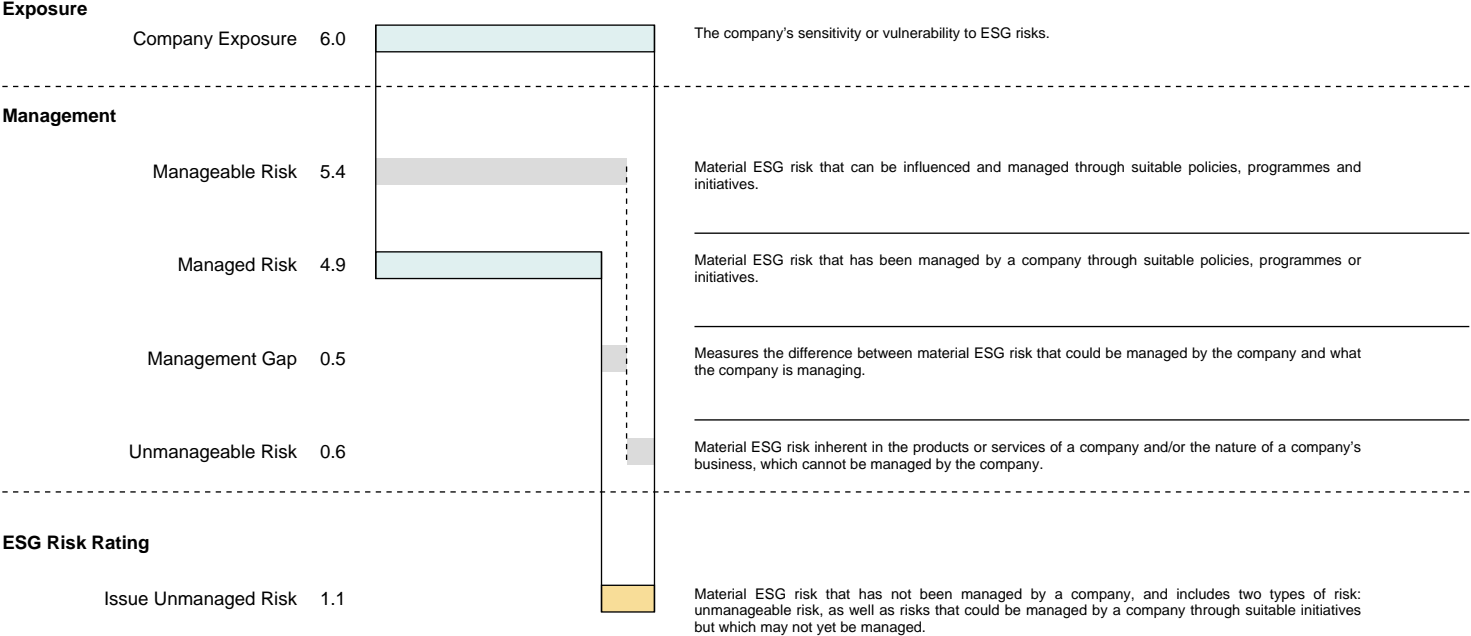 Exposure
Company Exposure 6.0
The company’s sensitivity or vulnerability to ESG risks.
Management
Manageable Risk 5.4
Material ESG risk that can be influenced and managed through suitable policies, programmes and
initiatives.
Managed Risk 4.9
Material ESG risk that has been managed by a company through suitable policies, programmes or
initiatives.
Management Gap 0.5
Measures the difference between material ESG risk that could be managed by the company and what
the company is managing.
Unmanageable Risk 0.6
Material ESG risk inherent in the products or services of a company and/or the nature of a company’s
business, which cannot be managed by the company.
ESG Risk Rating
Issue Unmanaged Risk 1.1
Material ESG risk that has not been managed by a company, and includes two types of risk:
unmanageable risk, as well as risks that could be managed by a company through suitable initiatives
but which may not yet be managed.